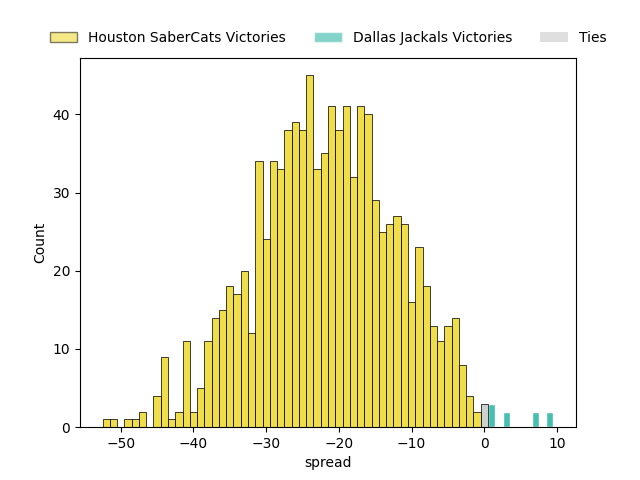 Houston SaberCats Victories Dallas Jackals Victories Ties
40
30
20
10
0
Count
−50 −40 −30 −20 −10 0 10
spread